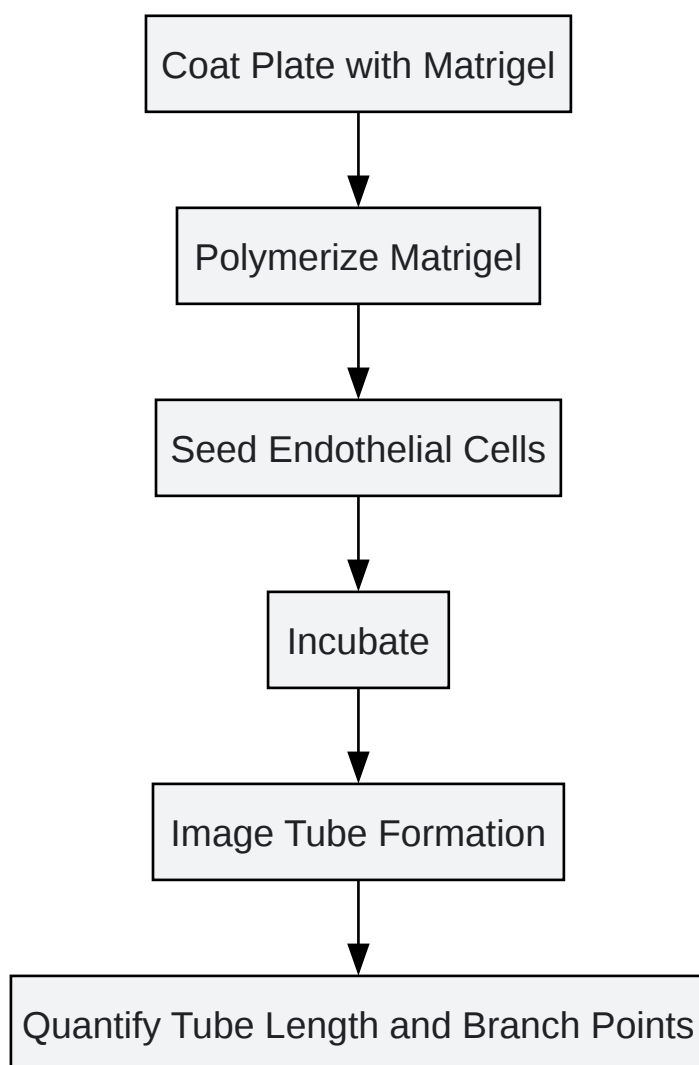 Coat Plate with Matrigel
Polymerize Matrigel
Seed Endothelial Cells
Incubate
Image Tube Formation
Quantify Tube Length and Branch Points